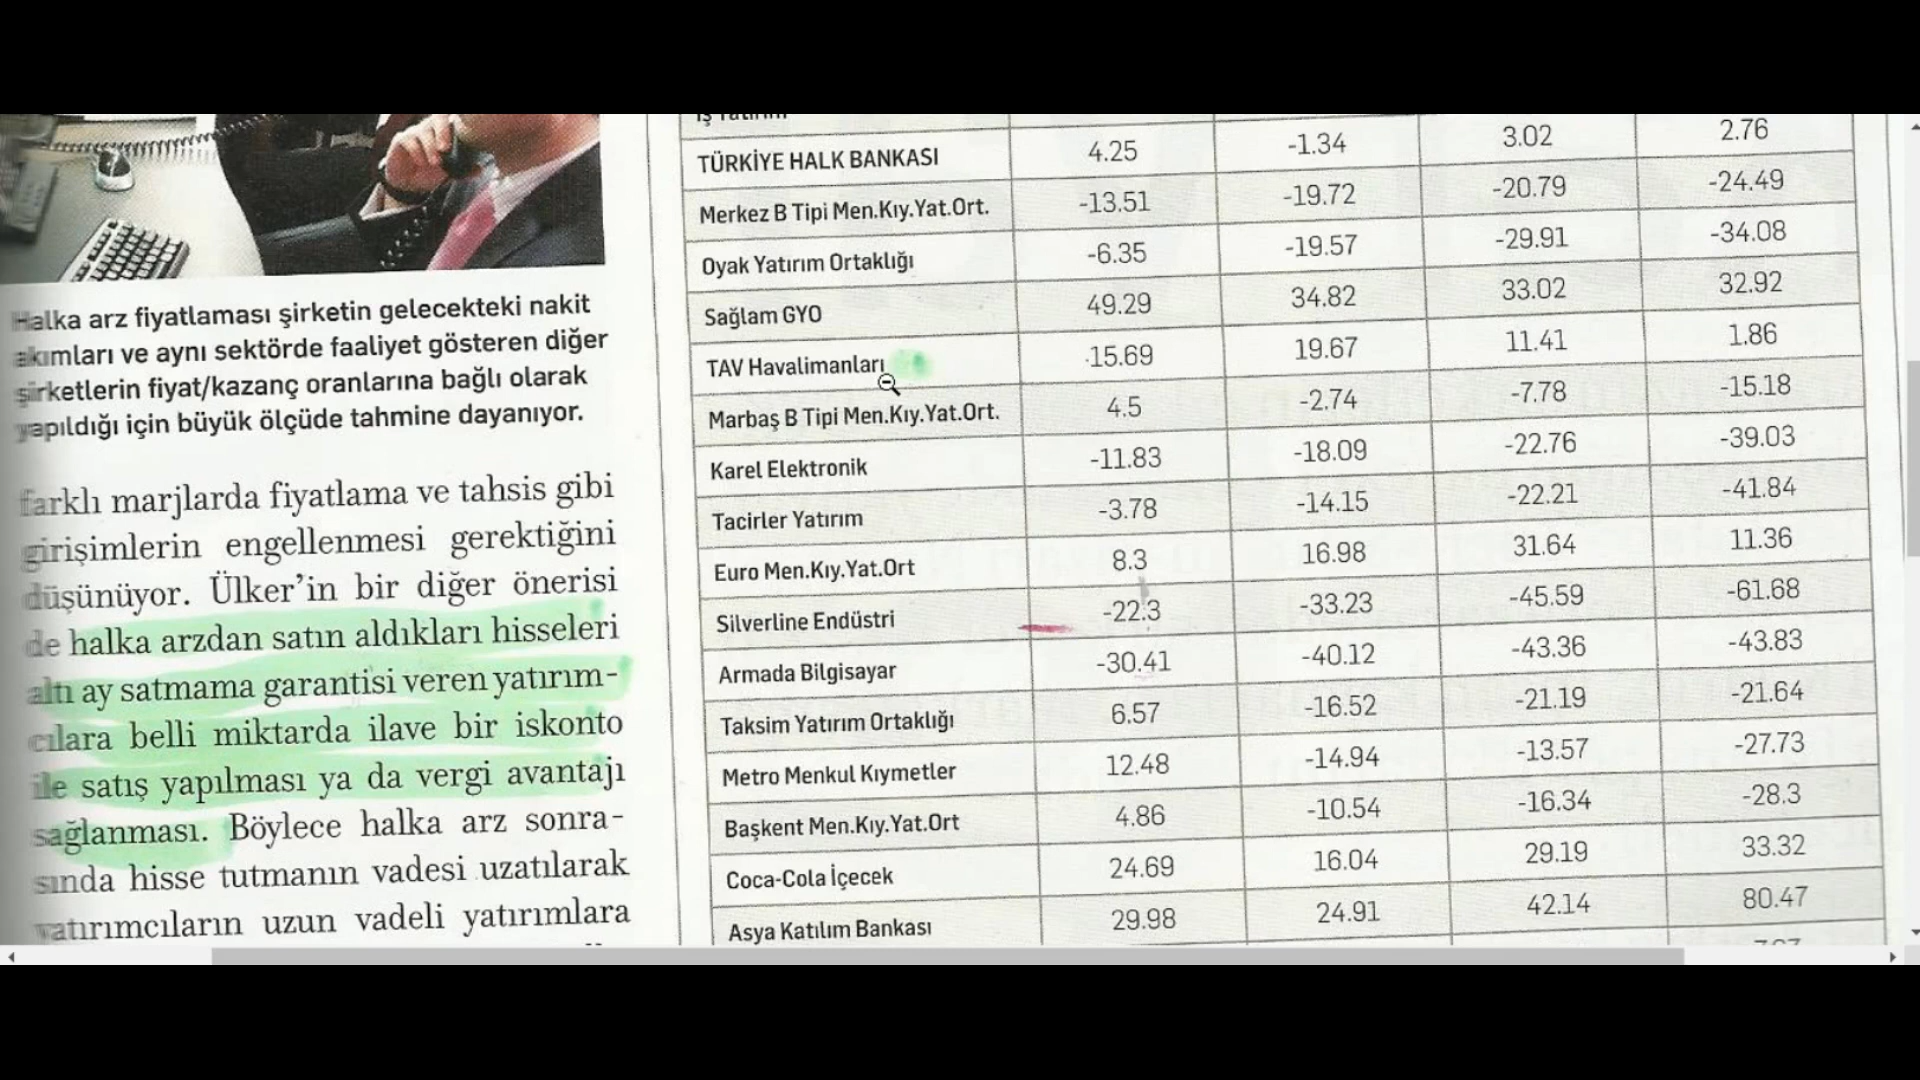 Halka arz fiyatlaması şirketin gelecekteki nakit
akımları ve aynı sektörde faaliyet gösteren diğer
şirketlerin fiyat/kazanç oranlarına bağlı olarak
yapıldığı için büyük ölçüde tahmine dayanıyor.
farklı marjlarda fiyatlama ve tahsis gibi
girişimlerin engellenmesi gerektiğini
düşünüyor. Ülker'in bir diğer önerisi
de halka arzdan satın aldıkları hisseleri
altı ay satmama garantisi veren yatırım-
cılara belli miktarda ilave bir iskonto
ile satış yapılması ya da vergi avantajı
sağlanması. Böylece halka arz sonra-
sında hisse tutmanın vadesi uzatılarak
yatırımcıların uzun vadeli yatırımlara
İş Yatırım
TÜRKİYE HALK BANKASI 4.25 -1.34 3.02 2.76
Merkez B Tipi Men.Kıy.Yat.Ort. -13.51 -19.72 -20.79 -24.49
Oyak Yatırım Ortaklığı -6.35 -19.57 -29.91 -34.08
Sağlam GYO 49.29 34.82 33.02 32.92
TAV Havalimanları -15.69 19.67 11.41 1.86
Marbaş B Tipi Men.Kıy.Yat.Ort. 4.5 -2.74 -7.78 -15.18
Karel Elektronik -11.83 -18.09 -22.76 -39.03
Tacirler Yatırım -3.78 -14.15 -22.21 -41.84
Euro Men.Kıy.Yat.Ort 8.3 16.98 31.64 11.36
Silverline Endüstri -22.3 -33.23 -45.59 -61.68
Armada Bilgisayar -30.41 -40.12 -43.36 -43.83
Taksim Yatırım Ortaklığı 6.57 -16.52 -21.19 -21.64
Metro Menkul Kıymetler 12.48 -14.94 -13.57 -27.73
Başkent Men.Kıy.Yat.Ort 4.86 -10.54 -16.34 -28.3
Coca-Cola İçecek 24.69 16.04 29.19 33.32
Asya Katılım Bankası 29.98 24.91 42.14 80.47